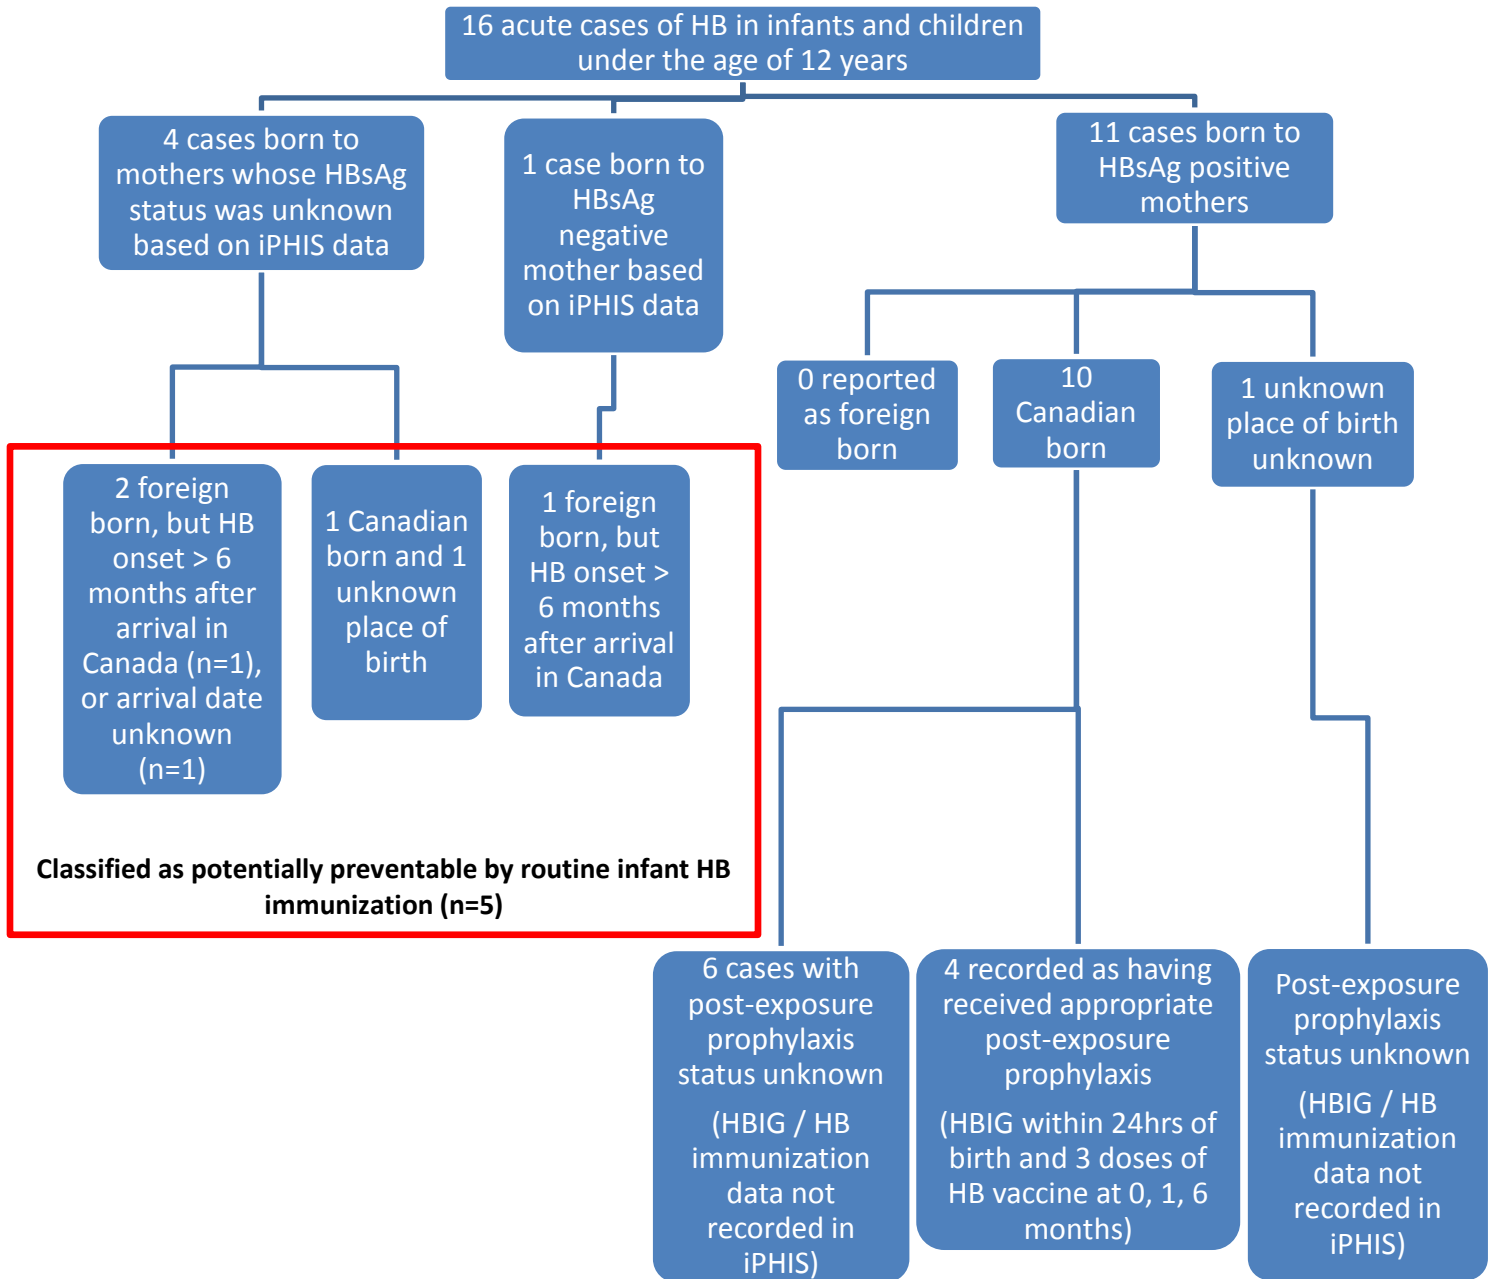 16 acute cases of HB in infants and children
under the age of 12 years
4 cases born to
mothers whose HBsAg
status was unknown
based on iPHIS data
1 case born to
HBsAg
negative
mother based
on iPHIS data
11 cases born to
HBsAg positive
mothers
0 reported
as foreign
born
10
Canadian
born
1 unknown
place of birth
unknown
2 foreign
born, but HB
onset > 6
months after
arrival in
Canada (n=1),
or arrival date
unknown
(n=1)
1 Canadian
born and 1
unknown
place of
birth
1 foreign
born, but
HB onset >
6 months
after arrival
in Canada
Classified as potentially preventable by routine infant HB
immunization (n=5)
6 cases with
post-exposure
prophylaxis
status unknown
(HBIG / HB
immunization
data not
recorded in
iPHIS)
4 recorded as having
received appropriate
post-exposure
prophylaxis
(HBIG within 24hrs of
birth and 3 doses of
HB vaccine at 0, 1, 6
months)
Post-exposure
prophylaxis
status unknown
(HBIG / HB
immunization
data not
recorded in
iPHIS)